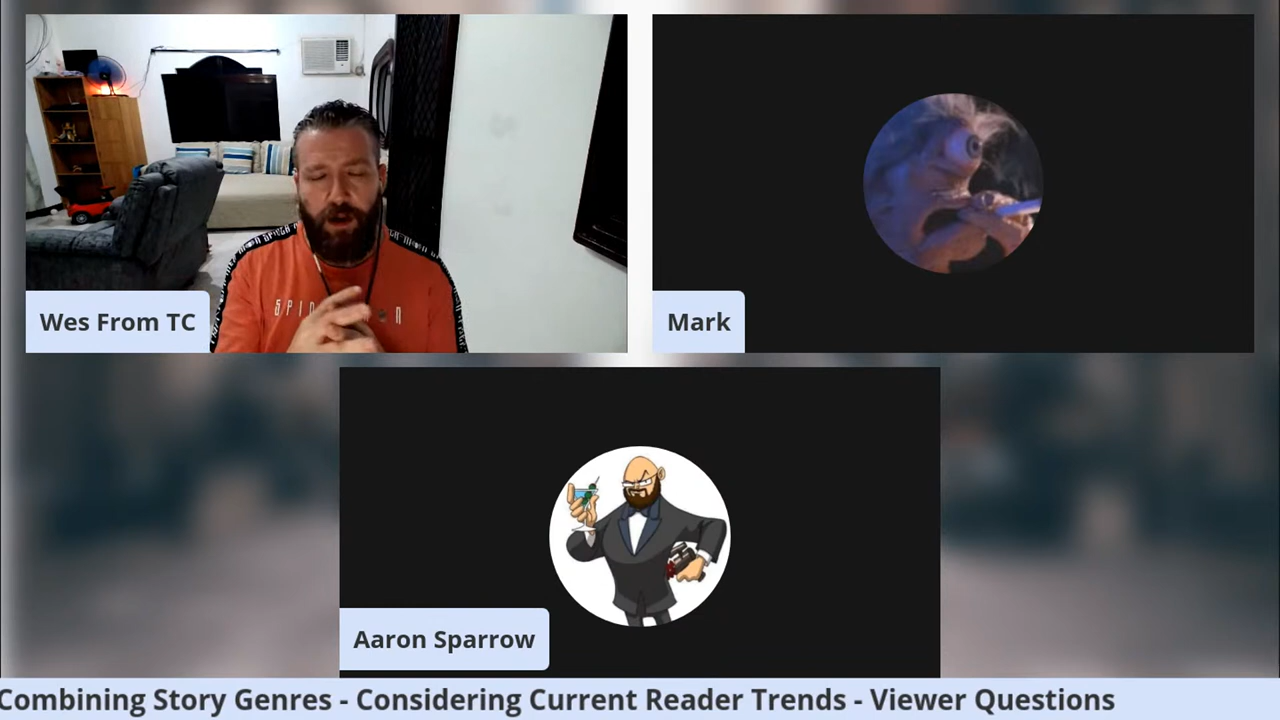 Wes From TC
Mark
Aaron Sparrow
Combining Story Genres - Considering Current Reader Trends - Viewer Questions